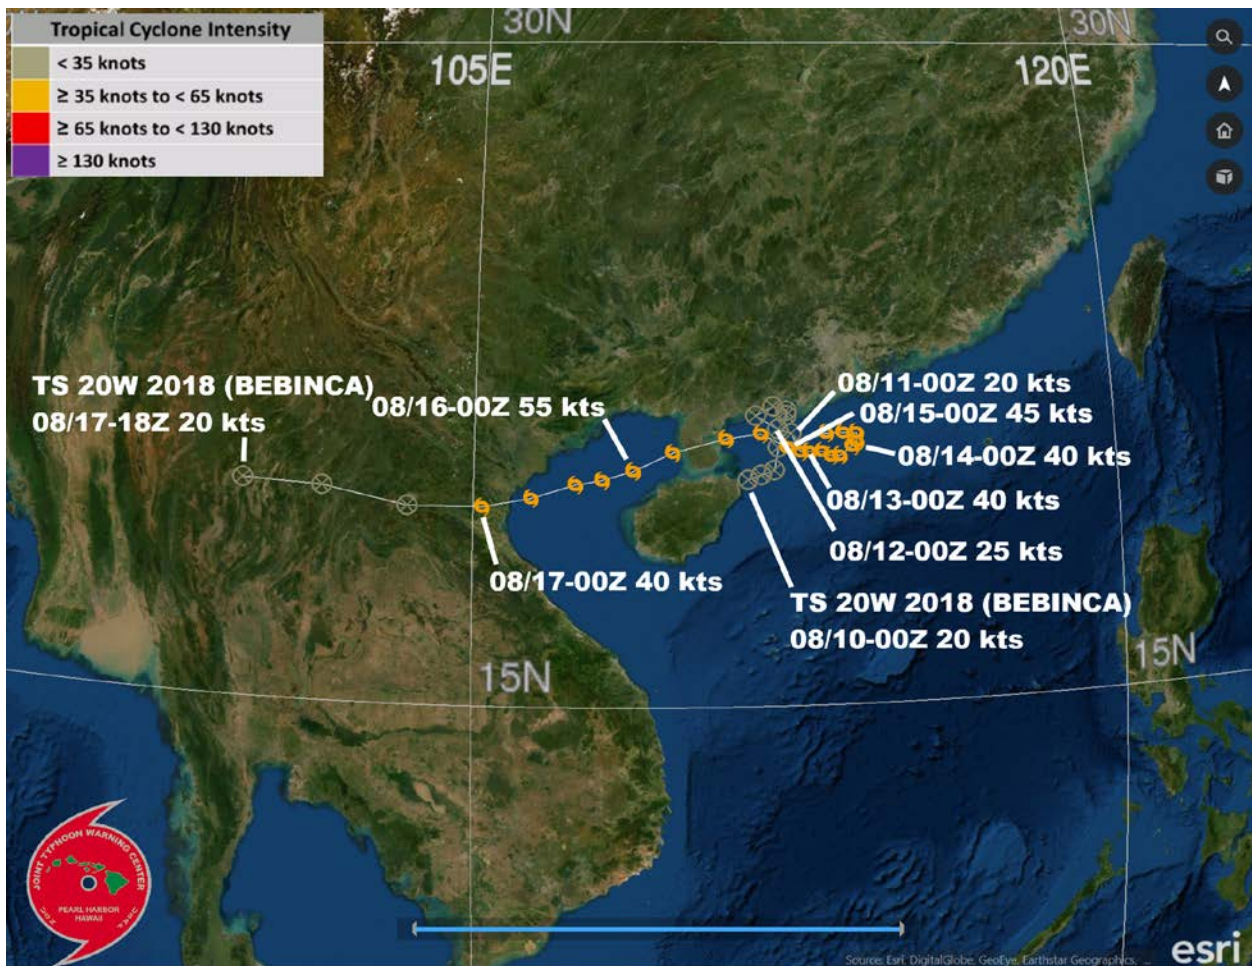 Tropical Cyclone Intensity
< 35 knots
≥ 35 knots to < 65 knots
≥ 65 knots to < 130 knots
≥ 130 knots
30N
30N
105E
120E
TS 20W 2018 (BEBINCA)
08/17-18Z 20 kts
08/16-00Z 55 kts
08/11-00Z 20 kts
08/15-00Z 45 kts
08/14-00Z 40 kts
08/13-00Z 40 kts
08/12-00Z 25 kts
08/17-00Z 40 kts
TS 20W 2018 (BEBINCA)
08/10-00Z 20 kts
15N
15N
JOINT TYPHOON WARNING CENTER
PEARL HARBOR
HAWAII
esri
Source: Esri, DigitalGlobe, GeoEye, Earthstar Geographics, ...